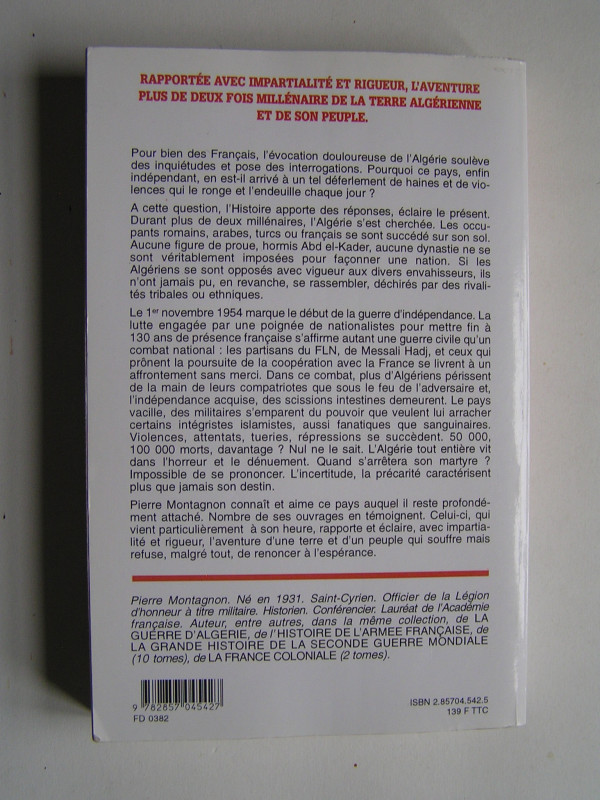 RAPPORTÉE AVEC IMPARTIALITÉ ET RIGUEUR, L'AVENTURE
PLUS DE DEUX FOIS MILLÉNAIRE DE LA TERRE ALGÉRIENNE
ET DE SON PEUPLE.
Pour bien des Français, l'évocation douloureuse de l'Algérie soulève
des inquiétudes et pose des interrogations. Pourquoi ce pays, enfin
indépendant, en est-il arrivé à un tel déferlement de haines et de vio-
lences qui le ronge et l'endeuille chaque jour ?
A cette question, l'Histoire apporte des réponses, éclaire le présent.
Durant plus de deux millénaires, l'Algérie s'est cherchée. Les occu-
pants romains, arabes, turcs ou français se sont succédé sur son sol.
Aucune figure de proue, hormis Abd el-Kader, aucune dynastie ne se
sont véritablement imposées pour façonner une nation. Si les
Algériens se sont opposés avec vigueur aux divers envahisseurs, ils
n'ont jamais pu, en revanche, se rassembler, déchirés par des rivali-
tés tribales ou ethniques.
Le 1er novembre 1954 marque le début de la guerre d'indépendance. La
lutte engagée par une poignée de nationalistes pour mettre fin à
130 ans de présence française s'affirme autant une guerre civile qu'un
combat national : les partisans du FLN, de Messali Hadj, et ceux qui
prônent la poursuite de la coopération avec la France se livrent à un
affrontement sans merci. Dans ce combat, plus d'Algériens périssent
de la main de leurs compatriotes que sous le feu de l'adversaire et,
l'indépendance acquise, des scissions intestines demeurent. Le pays
vacille, des militaires s'emparent du pouvoir que veulent lui arracher
certains intégristes islamistes, aussi fanatiques que sanguinaires.
Violences, attentats, tueries, répressions se succèdent. 50 000,
100 000 morts, davantage ? Nul ne le sait. L'Algérie tout entière vit
dans l'horreur et le dénuement. Quand s'arrêtera son martyre ?
Impossible de se prononcer. L'incertitude, la précarité caractérisent
plus que jamais son destin.
Pierre Montagnon connaît et aime ce pays auquel il reste profondé-
ment attaché. Nombre de ses ouvrages en témoignent. Celui-ci, qui
vient particulièrement à son heure, rapporte et éclaire, avec impartia-
lité et rigueur, l'aventure d'une terre et d'un peuple qui souffre mais
refuse, malgré tout, de renoncer à l'espérance.
Pierre Montagnon. Né en 1931. Saint-Cyrien. Officier de la Légion
d'honneur à titre militaire. Historien. Conférencier. Lauréat de l'Académie
française. Auteur, entre autres, dans la même collection, de LA
GUERRE D'ALGERIE, de l'HISTOIRE DE L'ARMEE FRANÇAISE, de
LA GRANDE HISTOIRE DE LA SECONDE GUERRE MONDIALE
(10 tomes), de LA FRANCE COLONIALE (2 tomes).
9 782857 045427
FD 0382
ISBN 2.85704.542.5
139 F TTC